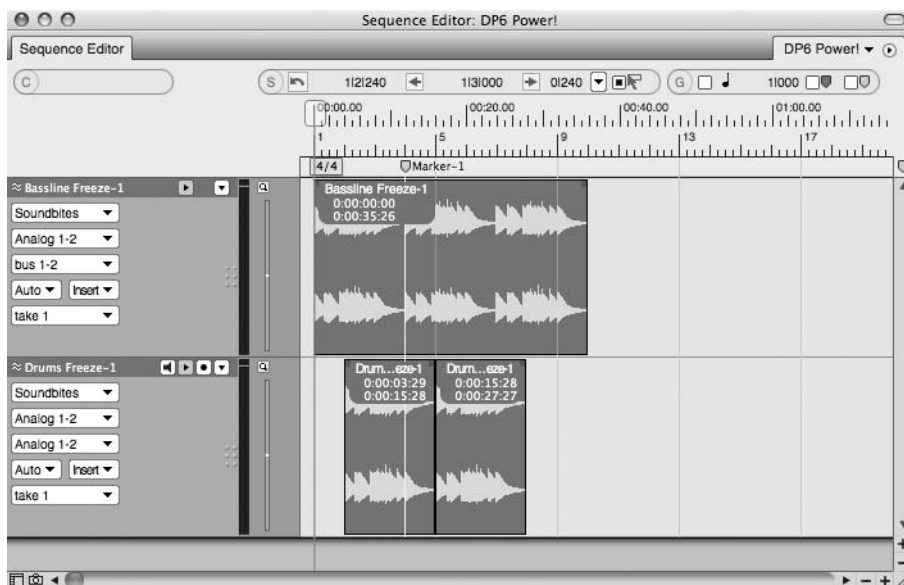 Sequence Editor: DP6 Power!
Sequence Editor
DP6 Power!
C
S 1|2|240 1|3|000 0|240 G 1|000
00:00.00 00:20.00 00:40.00 01:00.00
1 5 9 13 17
4/4 Marker-1
Bassline Freeze-1
Soundbites
Analog 1-2
bus 1-2
Auto Insert
take 1
Bassline Freeze-1
0:00:00:00
0:00:35:26
Drums Freeze-1
Soundbites
Analog 1-2
Analog 1-2
Auto Insert
take 1
Drum...eze-1
0:00:03:29
0:00:15:28
Drum...eze-1
0:00:15:28
0:00:27:27